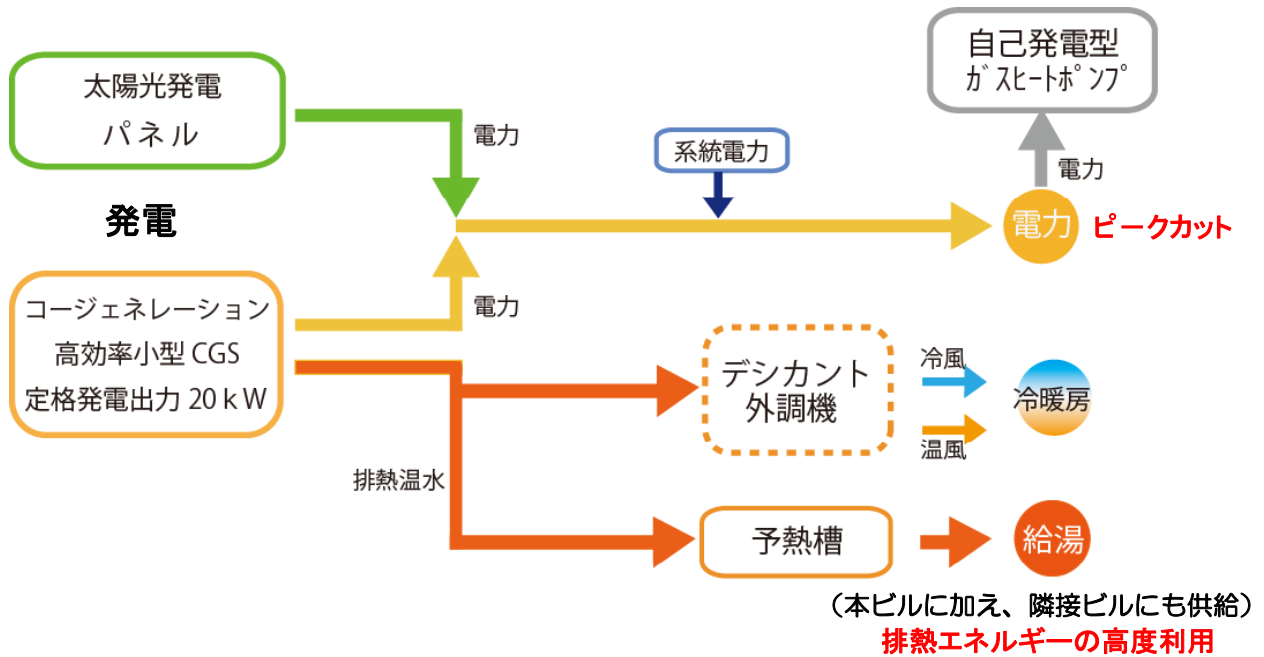 自己発電型
ｶﾞｽﾋｰﾄﾎﾟﾝﾌﾟ
太陽光発電
パネル
電力
系統電力
電力
発電
電力
ピークカット
コージェネレーション
高効率小型 CGS
定格発電出力 20ｋW
電力
デシカント
外調機
冷風
冷暖房
温風
排熱温水
予熱槽
給湯
（本ビルに加え、隣接ビルにも供給）
排熱エネルギーの高度利用